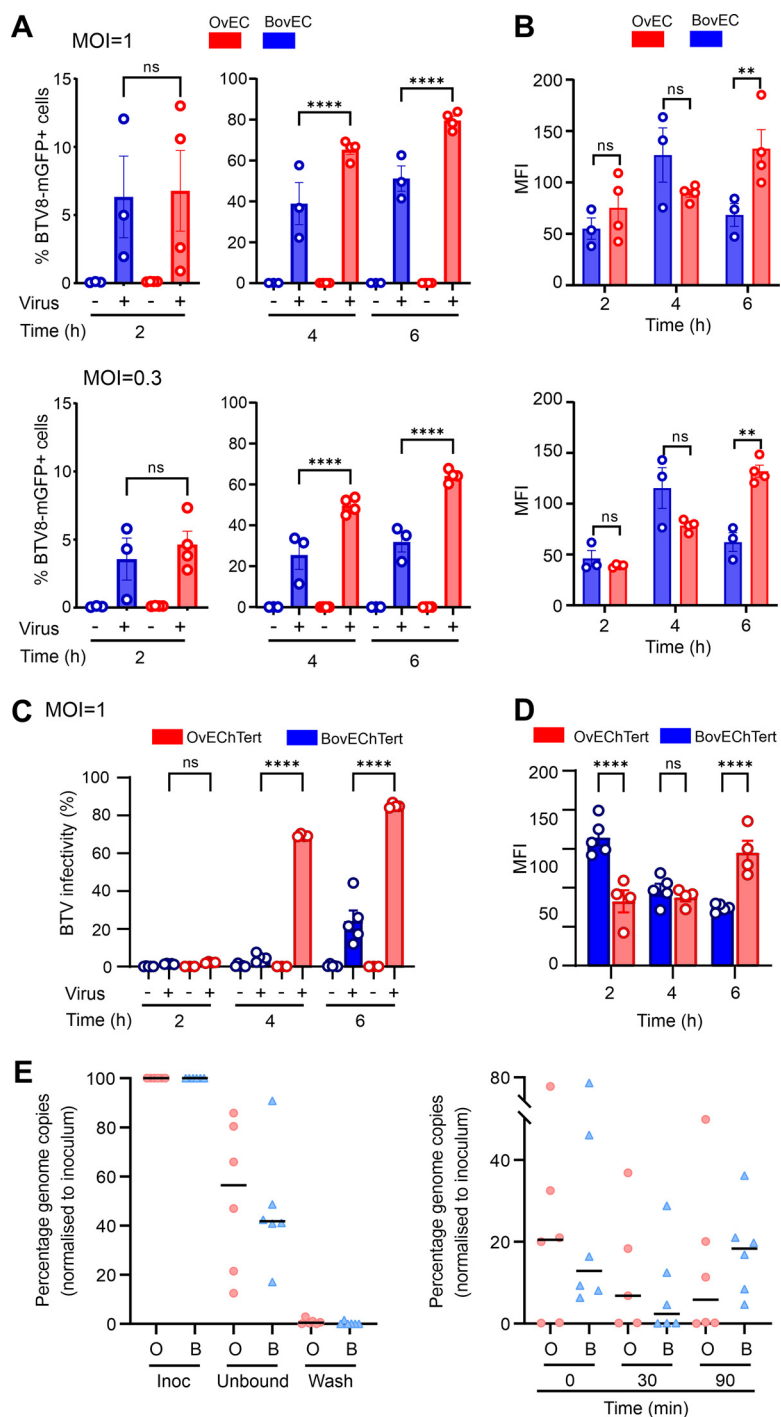 A
MOI=1
OvEC BovEC
% BTV8-mGFP+ cells
15
10
5
0
ns
100
80
60
40
20
0
**** ****
Virus - + - + - + - + - + - +
Time (h) 2 4 6
B
OvEC BovEC
MFI
200
150
100
50
0
ns ns **
2 4 6
Time (h)
MOI=0.3
% BTV8-mGFP+ cells
15
10
5
0
ns
100
80
60
40
20
0
**** ****
Virus - + - + - + - + - + - +
Time (h) 2 4 6
MFI
200
150
100
50
0
ns ns **
2 4 6
Time (h)
C MOI=1
OvEChTert BovEChTert
BTV infectivity (%)
100
80
60
40
20
0
ns **** ****
Virus - + - + - + - + - + - +
Time (h) 2 4 6
D
OvEChTert BovEChTert
MFI
200
150
100
50
0
**** ns ****
2 4 6
Time (h)
E
Percentage genome copies
(normalised to inoculum)
100
80
60
40
20
0
O B O B O B
Inoc Unbound Wash
Percentage genome copies
(normalised to inoculum)
80
40
20
0
O B O B O B
0 30 90
Time (min)